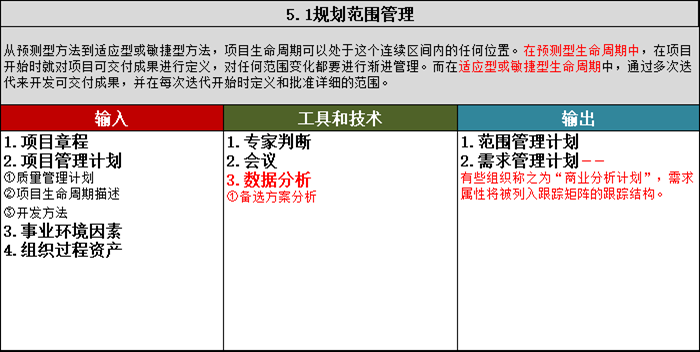 5.1规划范围管理
从预测型方法到适应型或敏捷型方法，项目生命周期可以处于这个连续区间内的任何位置。在预测型生命周期中，在项目
开始时就对项目可交付成果进行定义，对任何范围变化都要进行渐进管理。而在适应型或敏捷型生命周期中，通过多次迭
代来开发可交付成果，并在每次迭代开始时定义和批准详细的范围。
输入
工具和技术
输出
1.项目章程
2.项目管理计划
①质量管理计划
②项目生命周期描述
③开发方法
3.事业环境因素
4.组织过程资产
1.专家判断
2.会议
3.数据分析
①备选方案分析
1.范围管理计划
2.需求管理计划——
有些组织称之为“商业分析计划”，需求
属性将被列入跟踪矩阵的跟踪结构。